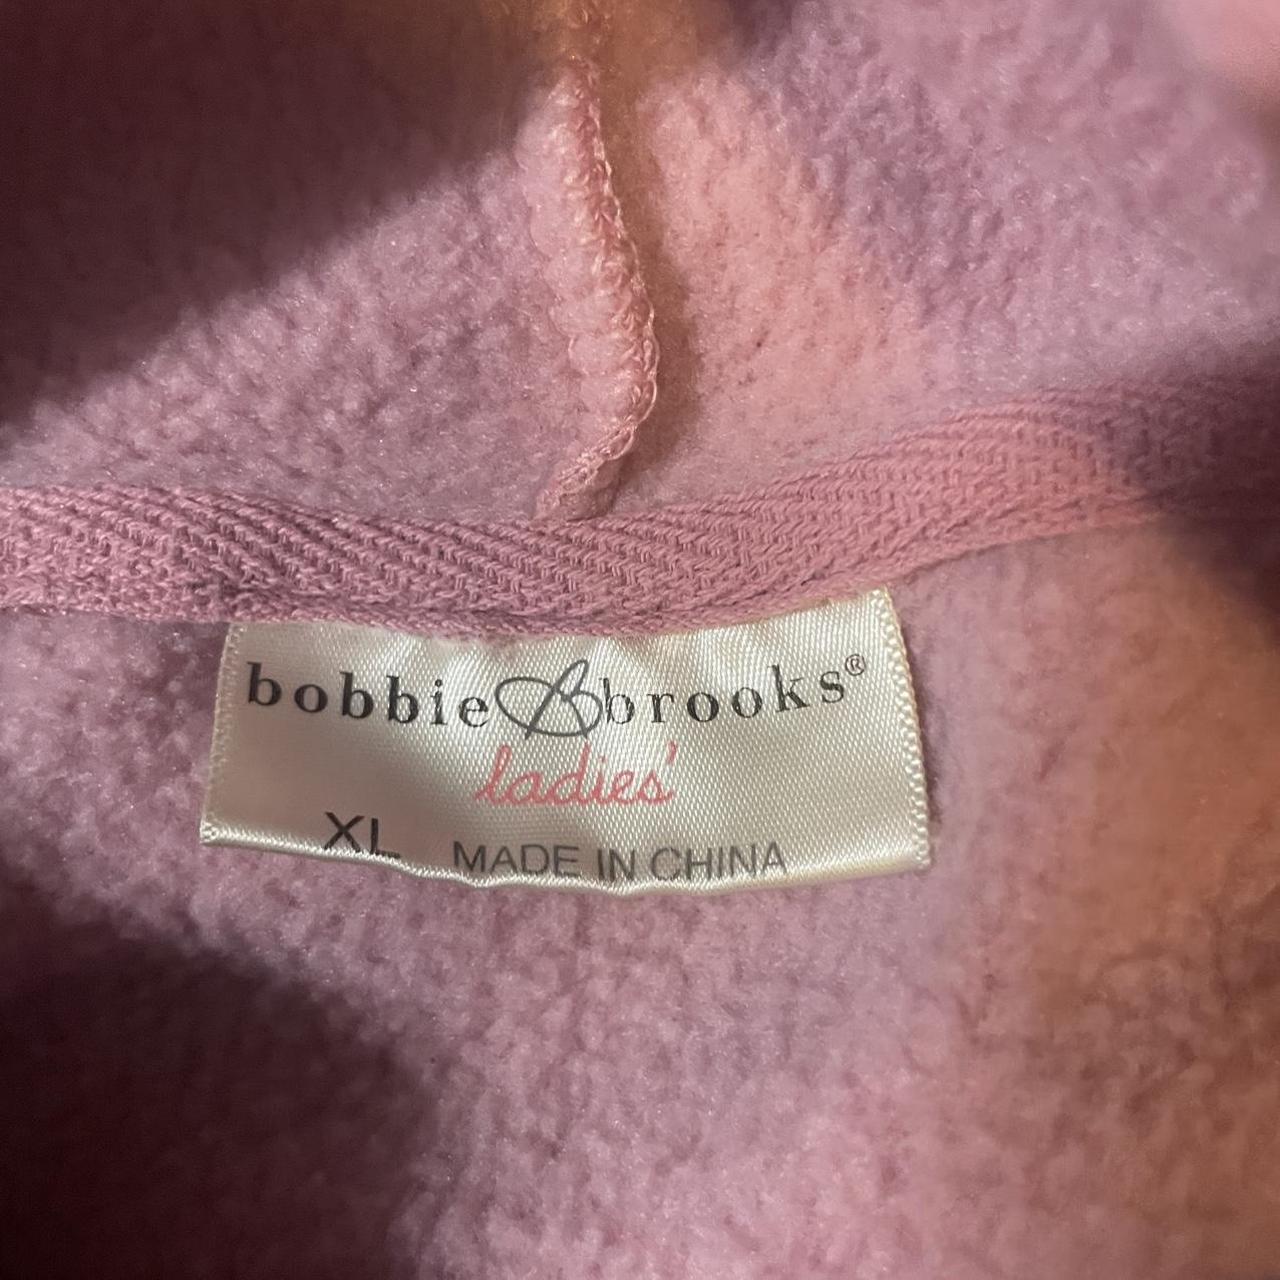 bobbie B brooks®
ladies'
XL MADE IN CHINA